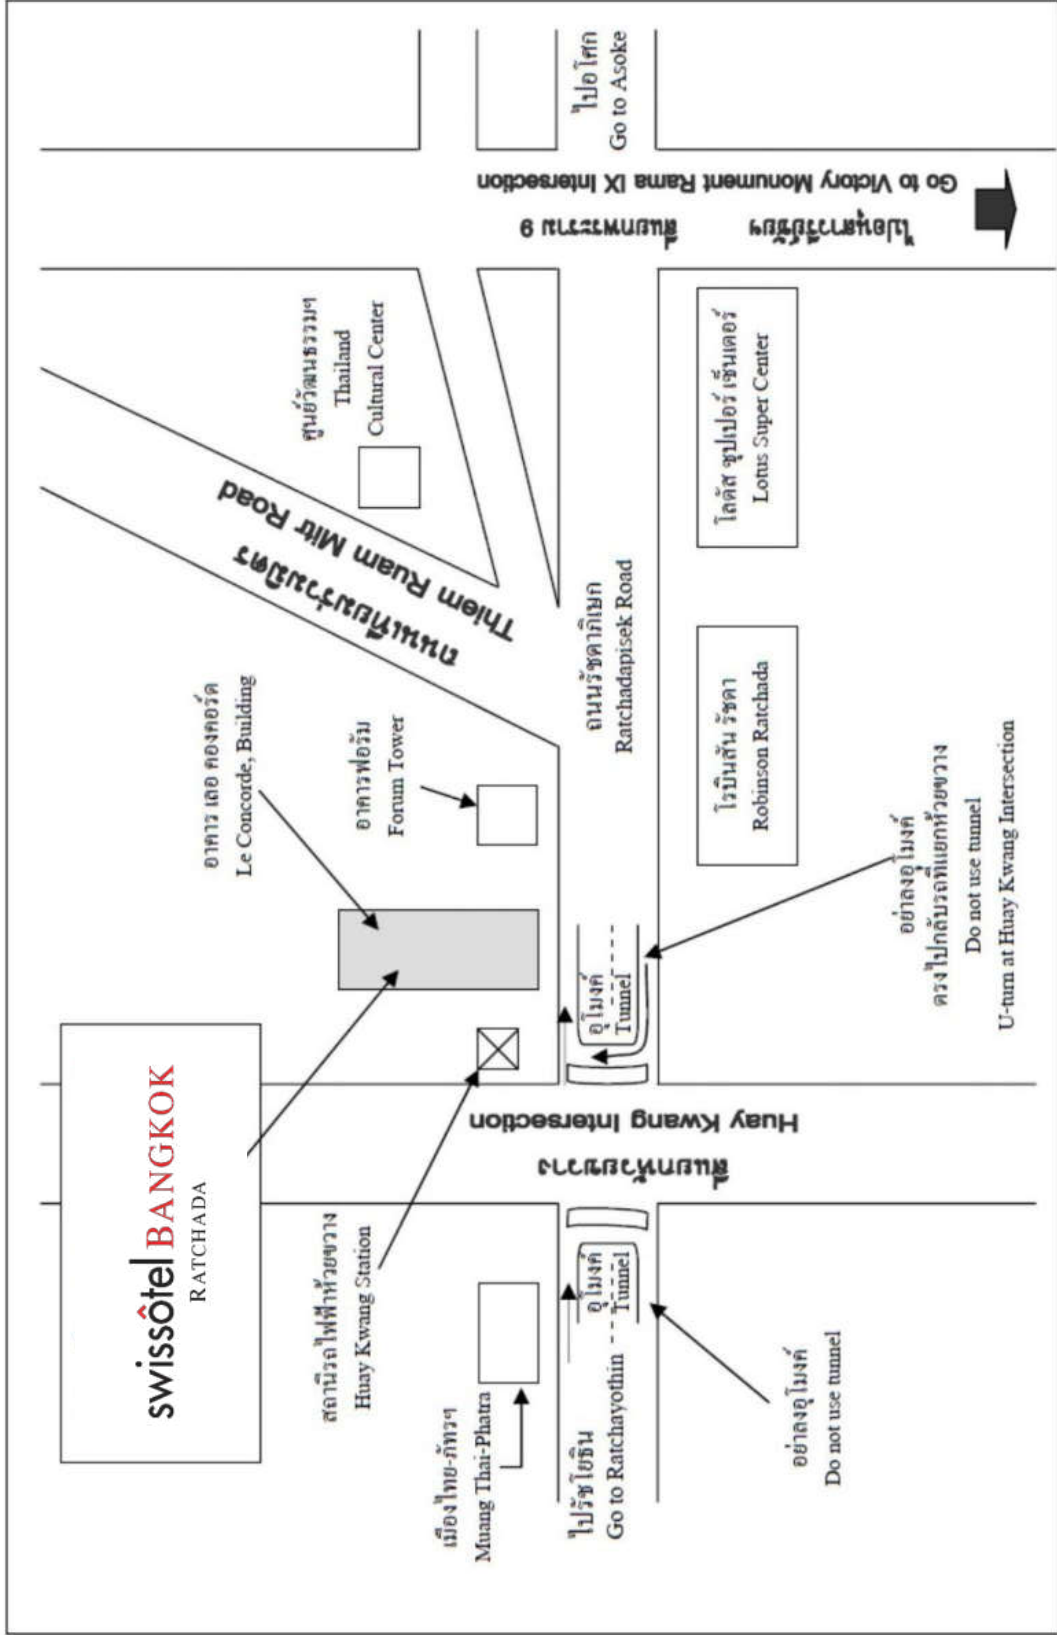 swissôtel BANGKOK
RATCHADA
อาคาร เลอ คองคอร์ด
Le Concorde, Building
อาคารฟอรั่ม
Forum Tower
ศูนย์วัฒนธรรมฯ
Thailand
Cultural Center
ถนนเทียมร่วมมิตร
Thiem Ruam Mitr Road
สถานีรถไฟฟ้าห้วยขวาง
Huay Kwang Station
เมืองไทย-ภัทรฯ
Muang Thai-Phatra
ไปรัชโยธิน
Go to Ratchayothin
อุโมงค์
Tunnel
สี่แยกห้วยขวาง
Huay Kwang Intersection
อุโมงค์
Tunnel
ถนนรัชดาภิเษก
Ratchadapisek Road
ไปอโศก
Go to Asoke
สี่แยกพระราม 9
ไปอนุสาวรีย์ชัยฯ
Go to Victory Monument Rama IX Intersection
โรบินสัน รัชดา
Robinson Ratchada
โลตัส ซุปเปอร์ เซ็นเตอร์
Lotus Super Center
อย่าลงอุโมงค์
Do not use tunnel
อย่าลงอุโมงค์
ตรงไปกลับรถที่แยกห้วยขวาง
Do not use tunnel
U-turn at Huay Kwang Intersection